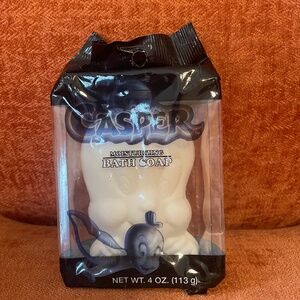 CASPER
MOISTURIZING
BATH SOAP
NET WT. 4 OZ. (113 g)